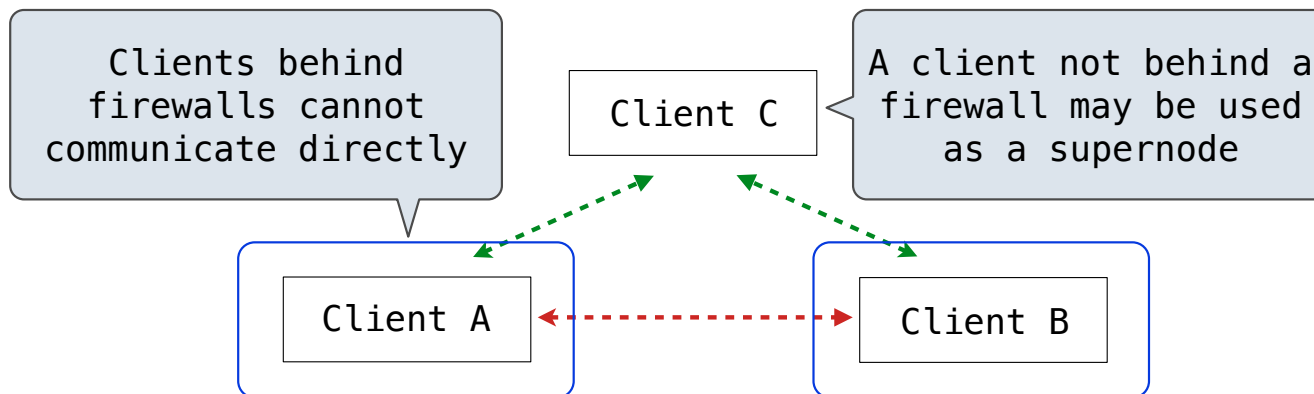 Clients behind
firewalls cannot
communicate directly
Client C
A client not behind a
firewall may be used
as a supernode
Client A
Client B